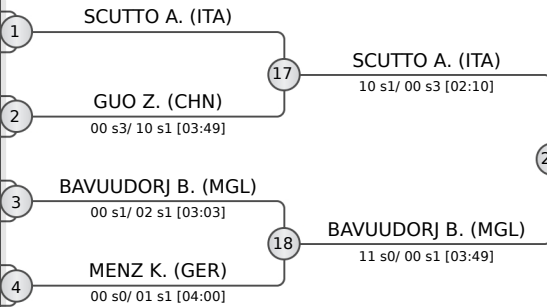 SCUTTO A. (ITA)
1
17
SCUTTO A. (ITA)
10 s1/ 00 s3 [02:10]
GUO Z. (CHN)
2
00 s3/ 10 s1 [03:49]
2
BAVUUDORJ B. (MGL)
3
00 s1/ 02 s1 [03:03]
18
BAVUUDORJ B. (MGL)
11 s0/ 00 s1 [03:49]
MENZ K. (GER)
4
00 s0/ 01 s1 [04:00]